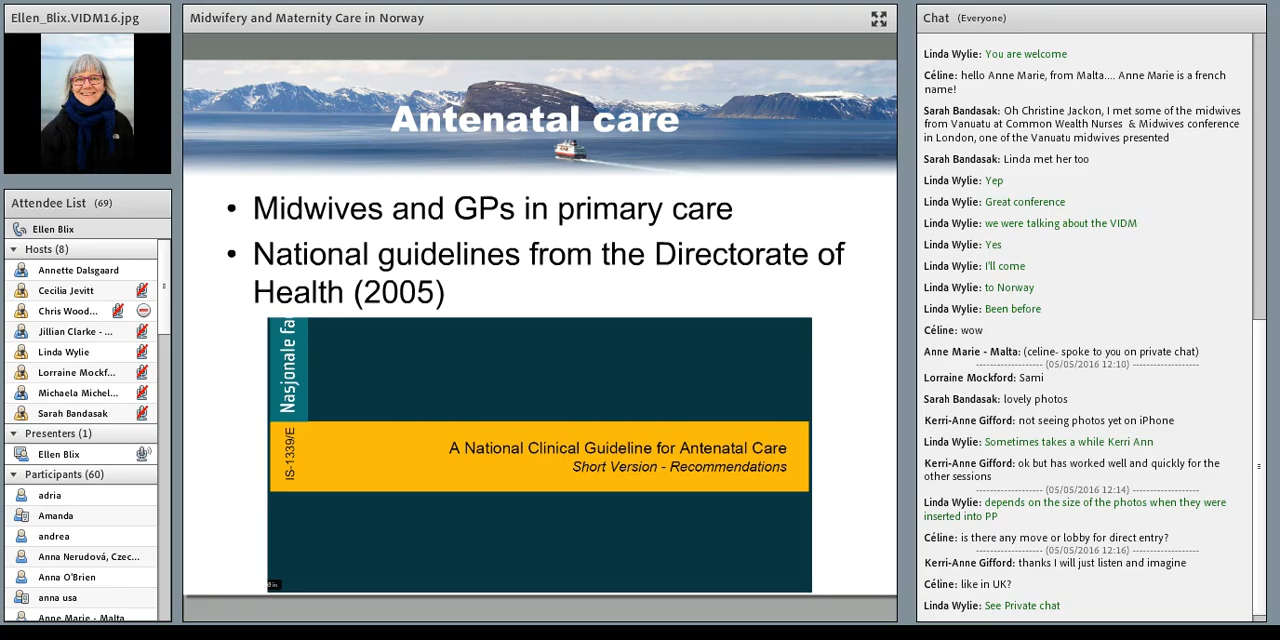 Ellen_Blix.VIDM16.jpg
Attendee List (69)
Ellen Blix
Hosts (8)
Annette Dalsgaard
Cecilia Jevitt
Chris Wood...
Jillian Clarke - ...
Linda Wylie
Lorraine Mockf...
Michaela Michel...
Sarah Bandasak
Presenters (1)
Ellen Blix
Participants (60)
adria
Amanda
andrea
Anna Nerudová, Czec...
Anna O'Brien
anna usa
Anne Marie - Malta
Midwifery and Maternity Care in Norway
Antenatal care
• Midwives and GPs in primary care
• National guidelines from the Directorate of
Health (2005)
Nasjonale fa
IS-1339/E
A National Clinical Guideline for Antenatal Care
Short Version - Recommendations
Chat (Everyone)
Linda Wylie: You are welcome
Céline: hello Anne Marie, from Malta.... Anne Marie is a french
name!
Sarah Bandasak: Oh Christine Jackon, I met some of the midwives
from Vanuatu at Common Wealth Nurses & Midwives conference
in London, one of the Vanuatu midwives presented
Sarah Bandasak: Linda met her too
Linda Wylie: Yep
Linda Wylie: Great conference
Linda Wylie: we were talking about the VIDM
Linda Wylie: Yes
Linda Wylie: I'll come
Linda Wylie: to Norway
Linda Wylie: Been before
Céline: wow
Anne Marie - Malta: (celine- spoke to you on private chat)
------------------- (05/05/2016 12:10) -------------------
Lorraine Mockford: Sami
Sarah Bandasak: lovely photos
Kerri-Anne Gifford: not seeing photos yet on iPhone
Linda Wylie: Sometimes takes a while Kerri Ann
Kerri-Anne Gifford: ok but has worked well and quickly for the
other sessions
------------------- (05/05/2016 12:14) -------------------
Linda Wylie: depends on the size of the photos when they were
inserted into PP
Céline: is there any move or lobby for direct entry?
------------------- (05/05/2016 12:16) -------------------
Kerri-Anne Gifford: thanks I will just listen and imagine
Céline: like in UK?
Linda Wylie: See Private chat